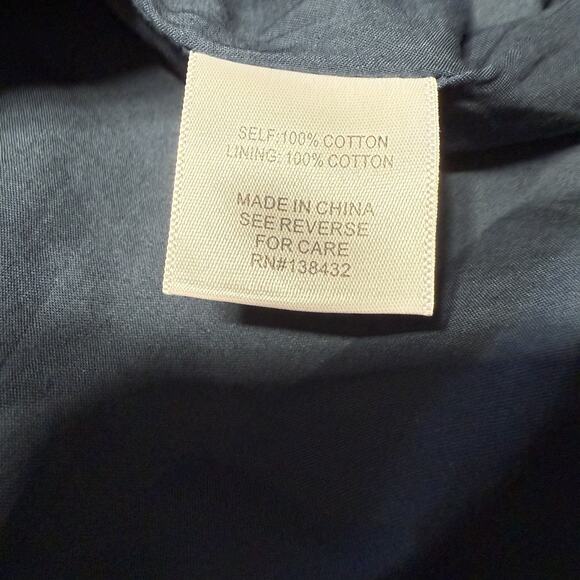 SELF:100% COTTON
LINING: 100% COTTON
MADE IN CHINA
SEE REVERSE
FOR CARE
RN#138432